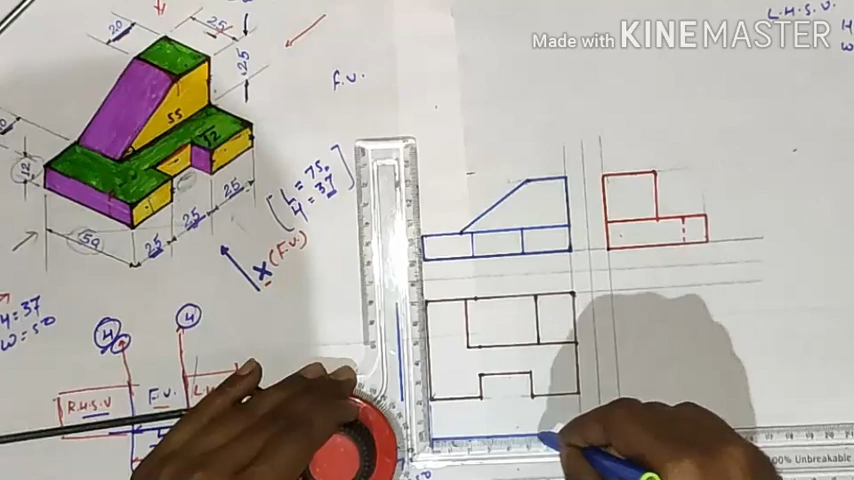 Made with KINEMASTER
L.H.S.V.
H
W
20
25
25
F.V.
55
12
12
50
25
25
25
L = 75.
H = 37
X (F.V.)
H = 37
W = 50
4
4
R.H.S.V
F.V.
L.H
50
100% Unbreakable